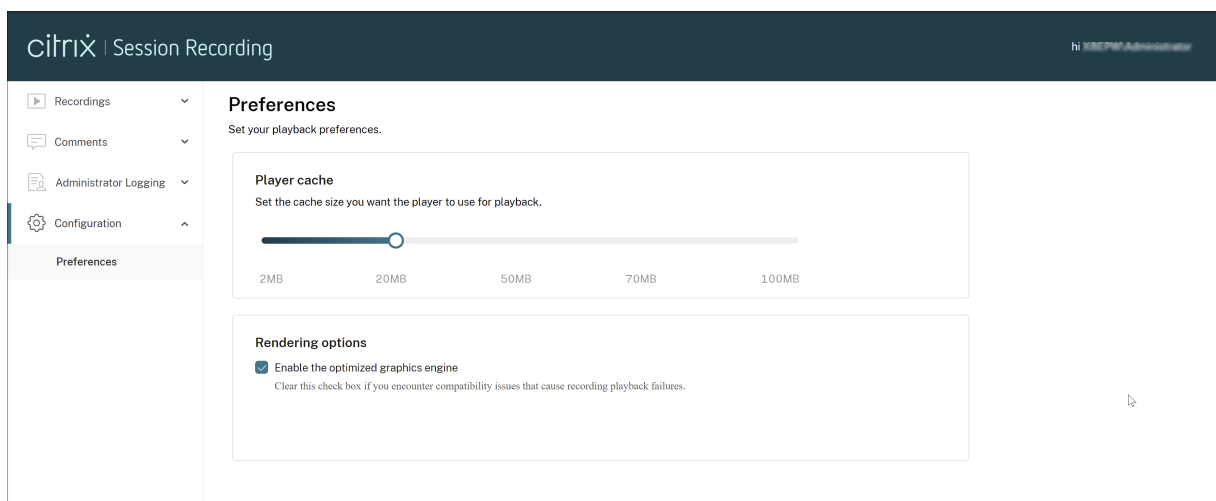 citrix | Session Recording
hi
Recordings
Comments
Administrator Logging
Configuration
Preferences
Preferences
Set your playback preferences.
Player cache
Set the cache size you want the player to use for playback.
2MB 20MB 50MB 70MB 100MB
Rendering options
Enable the optimized graphics engine
Clear this check box if you encounter compatibility issues that cause recording playback failures.